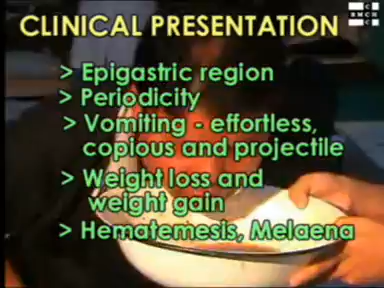 CLINICAL PRESENTATION
> Epigastric region
> Periodicity
> Vomiting - effortless,
copious and projectile
> Weight loss and
weight gain
> Hematemesis, Melaena